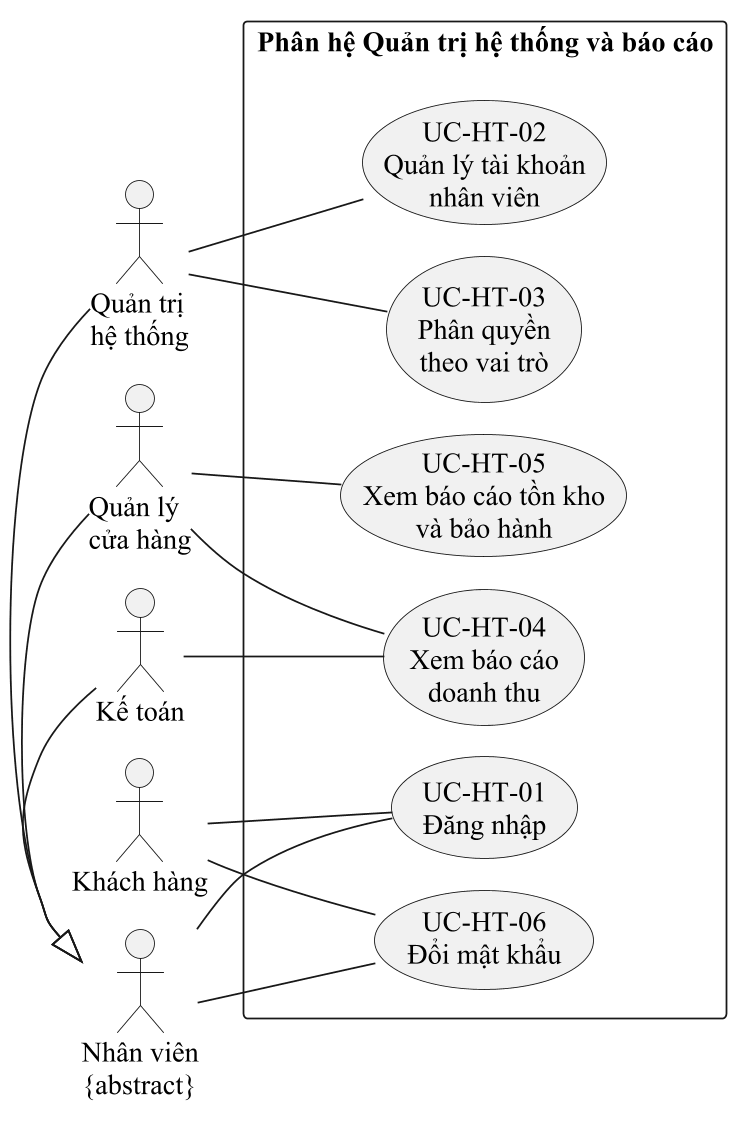 Phân hệ Quản trị hệ thống và báo cáo
UC-HT-02
Quản lý tài khoản
nhân viên
Quản trị
hệ thống
UC-HT-03
Phân quyền
theo vai trò
Quản lý
cửa hàng
UC-HT-05
Xem báo cáo tồn kho
và bảo hành
UC-HT-04
Xem báo cáo
doanh thu
Kế toán
UC-HT-01
Đăng nhập
Khách hàng
UC-HT-06
Đổi mật khẩu
Nhân viên
{abstract}